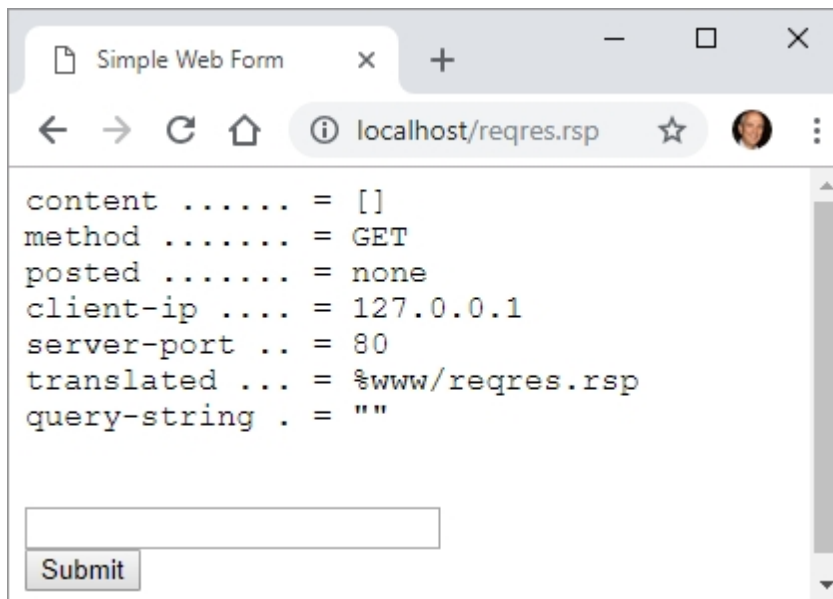 Simple Web Form
localhost/reqres.rsp
content ...... = []
method ....... = GET
posted ....... = none
client-ip .... = 127.0.0.1
server-port .. = 80
translated ... = %www/reqres.rsp
query-string . = ""
Submit